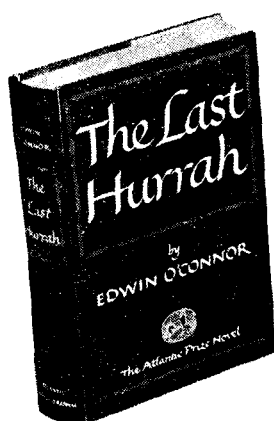 The Last
Hurrah
by
EDWIN O'CONNOR
The Atlantic Prize Novel
The
Last
Hurrah